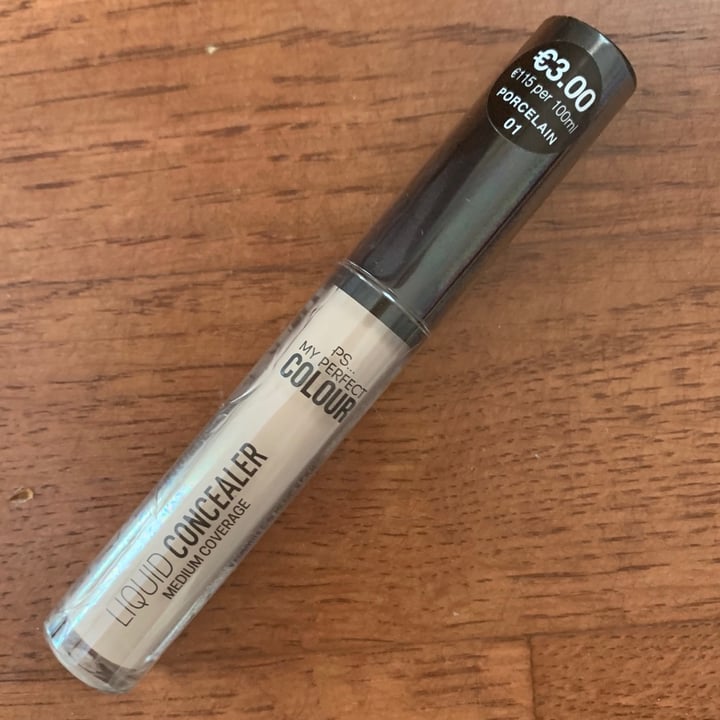 €3.00
€115 per 100ml
PORCELAIN
01
PS...
MY PERFECT
COLOUR
LIQUID CONCEALER
MEDIUM COVERAGE